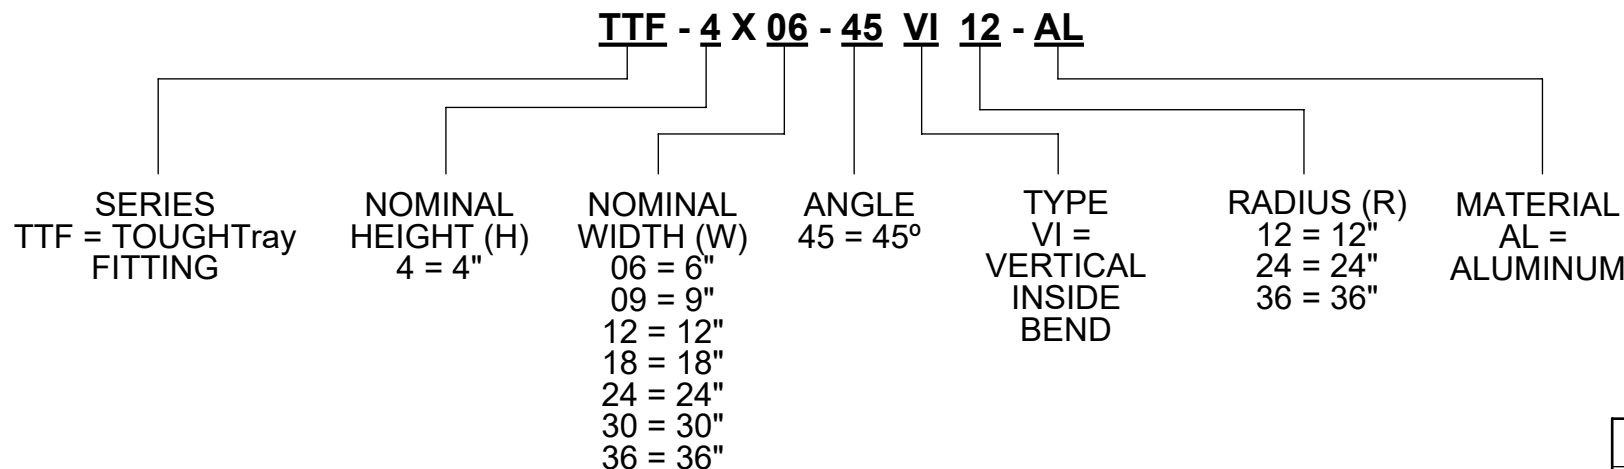 TTF - 4 X 06 - 45 VI 12 - AL
SERIES
TTF = TOUGHTray
FITTING
NOMINAL
HEIGHT (H)
4 = 4"
NOMINAL
WIDTH (W)
06 = 6"
09 = 9"
12 = 12"
18 = 18"
24 = 24"
30 = 30"
36 = 36"
ANGLE
45 = 45º
TYPE
VI =
VERTICAL
INSIDE
BEND
RADIUS (R)
12 = 12"
24 = 24"
36 = 36"
MATERIAL
AL =
ALUMINUM